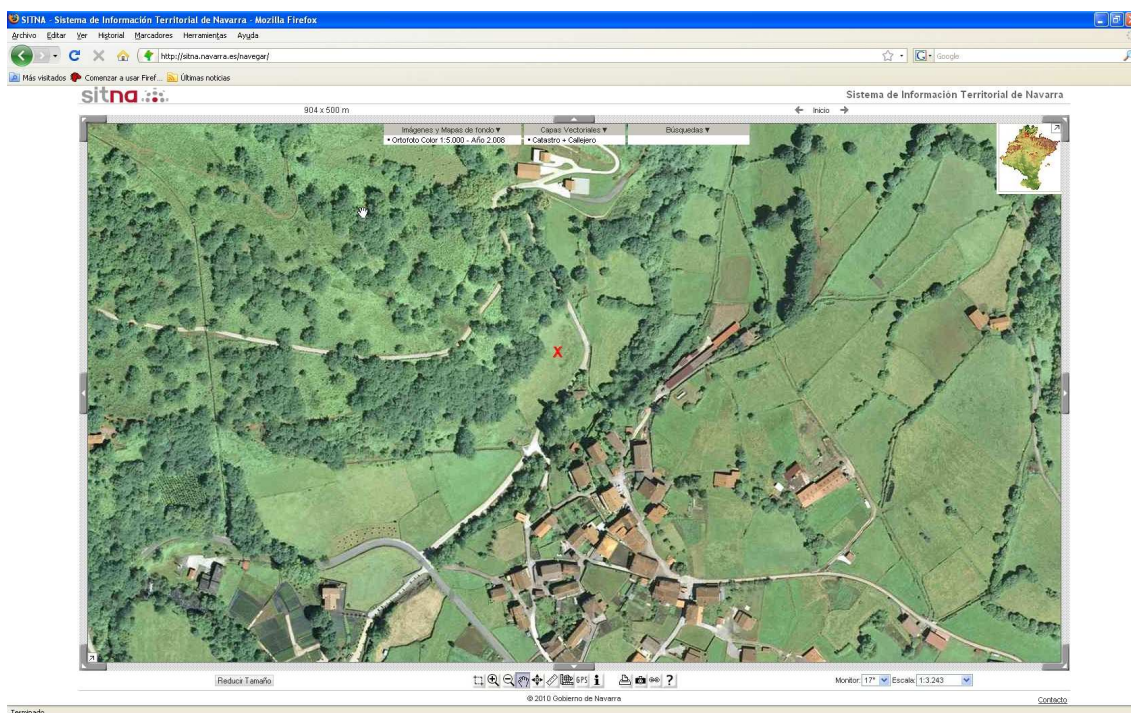 SITNA - Sistema de Información Territorial de Navarra - Mozilla Firefox
Archivo Editar Ver Historial Marcadores Herramientas Ayuda
http://sitna.navarra.es/navegar/
Google
Más visitados Comenzar a usar Firef... Últimas noticias
sitna
Sistema de Información Territorial de Navarra
904 x 500 m
Inicio
Imágenes y Mapas de fondo ▼ Capas Vectoriales ▼ Búsquedas ▼
• Ortofoto Color 1:5.000 - Año 2.008 • Catastro + Callejero
X
Reducir Tamaño
GPS
Monitor: 17" Escala: 1:3.243
© 2010 Gobierno de Navarra
Contacto
Terminado